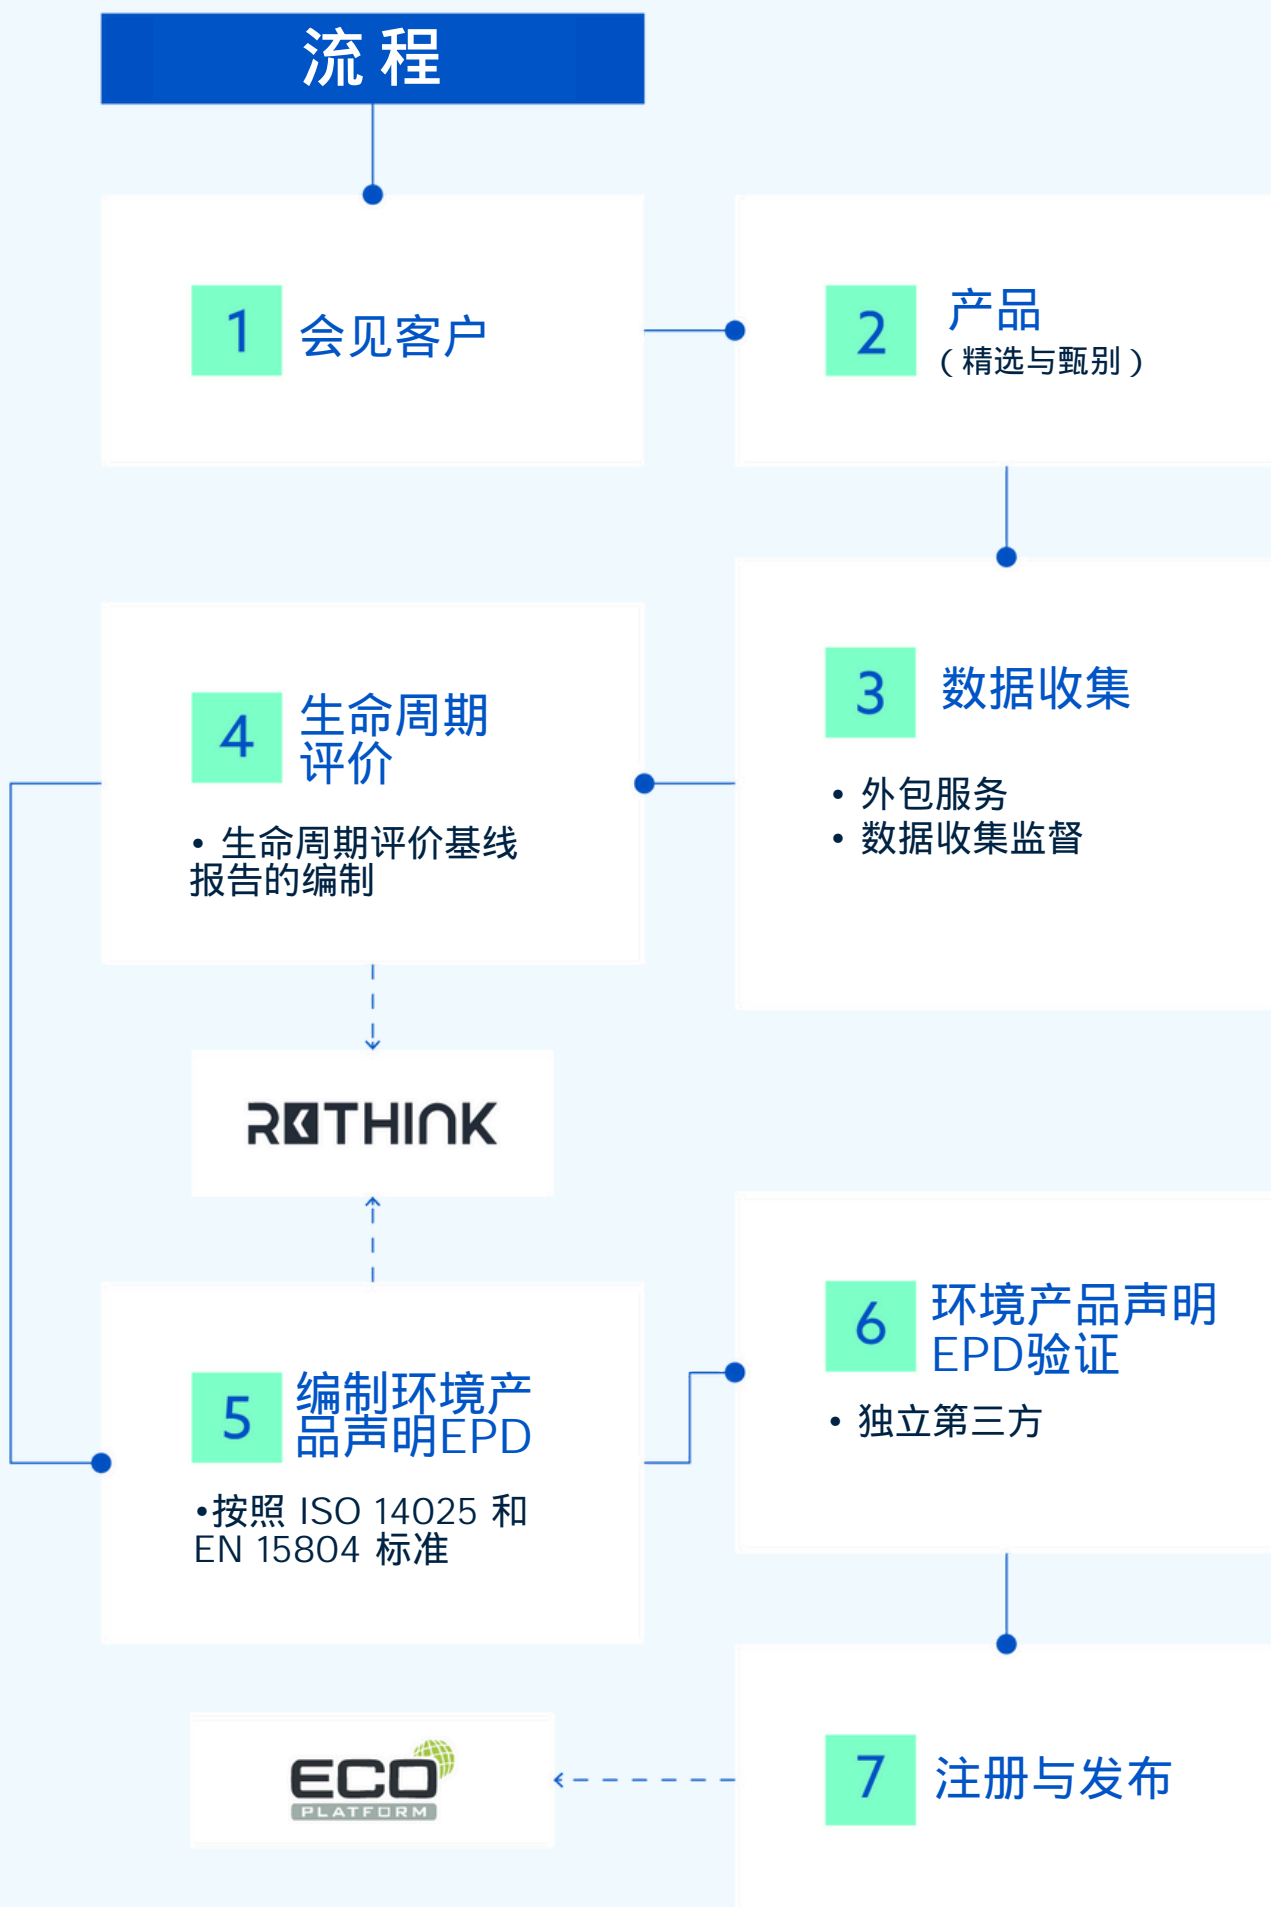 流程
1
会见客户
2
产品
（精选与甄别）
3
数据收集
• 外包服务
• 数据收集监督
4
生命周期
评价
• 生命周期评价基线
报告的编制
RETHINK
5
编制环境产
品声明EPD
•按照 ISO 14025 和
EN 15804 标准
6
环境产品声明
EPD验证
• 独立第三方
7
注册与发布
ECO
PLATFORM